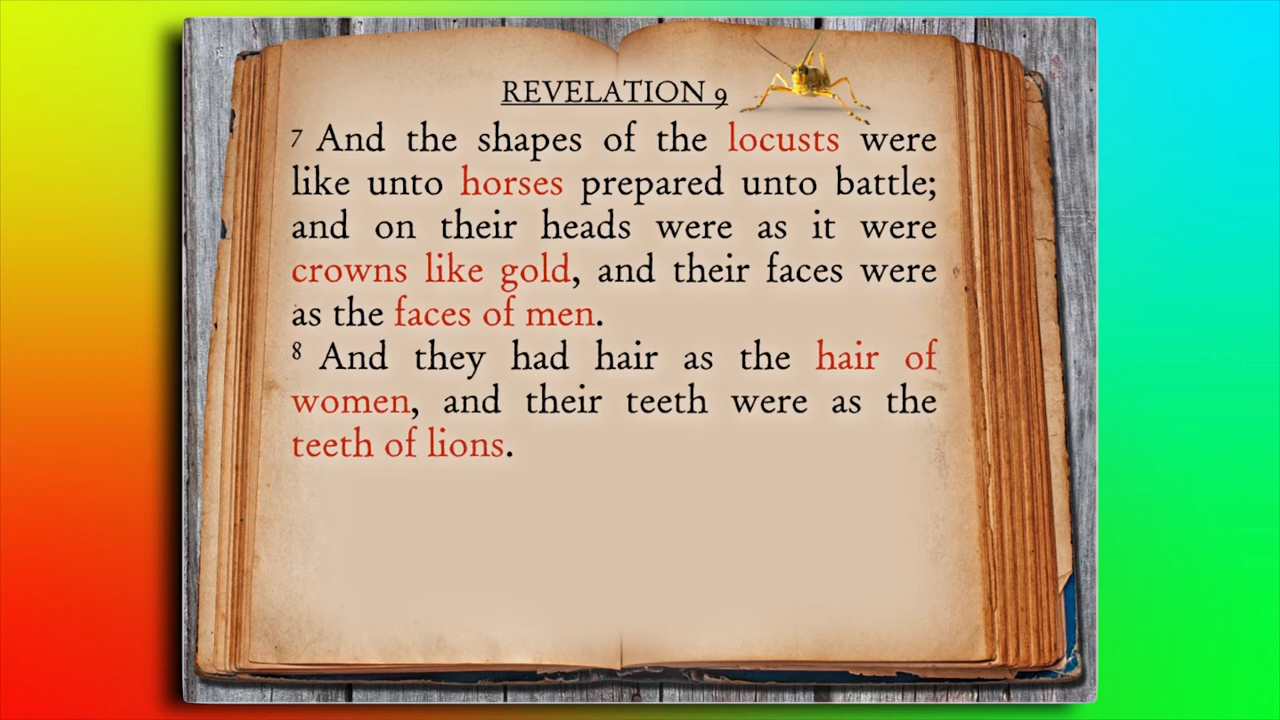 REVELATION 9
7 And the shapes of the locusts were
like unto horses prepared unto battle;
and on their heads were as it were
crowns like gold, and their faces were
as the faces of men.
8 And they had hair as the hair of
women, and their teeth were as the
teeth of lions.